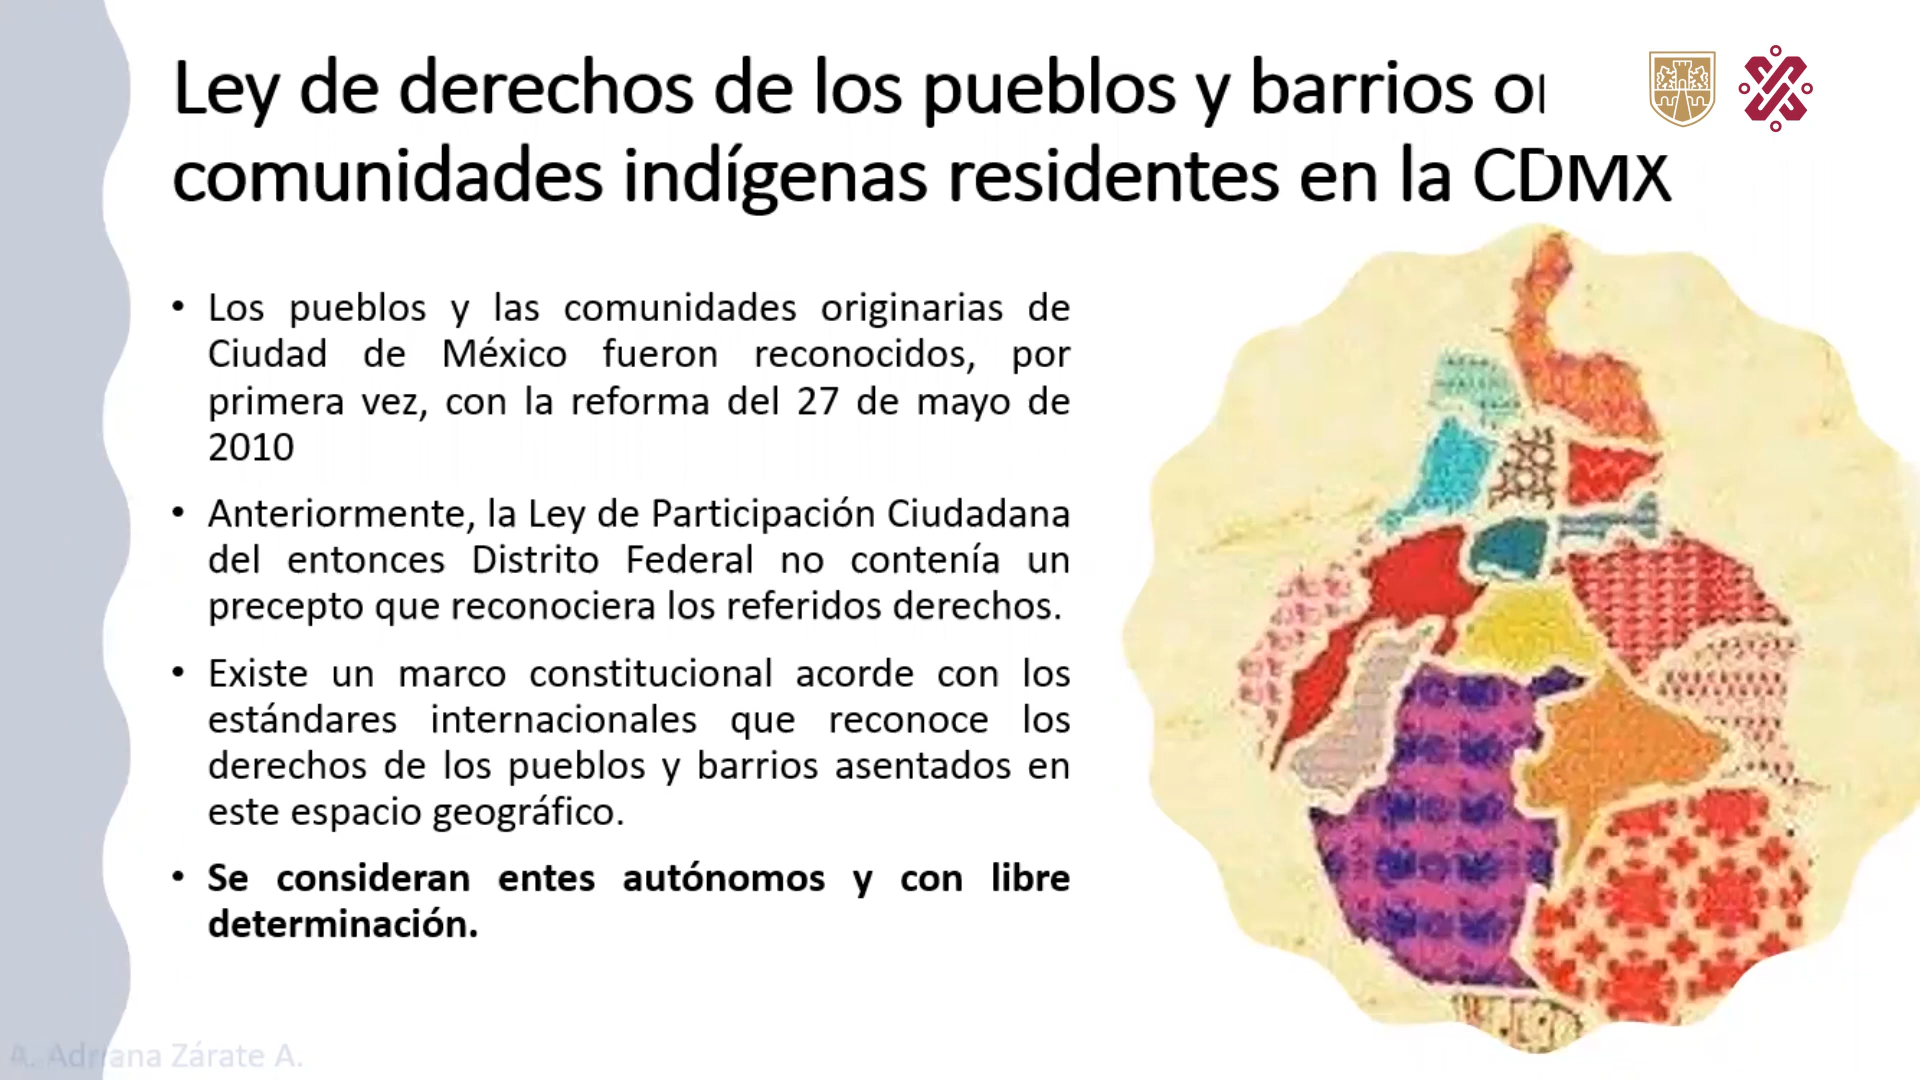 Ley de derechos de los pueblos y barrios
comunidades indígenas residentes en la CDMX
• Los pueblos y las comunidades originarias de
Ciudad de México fueron reconocidos, por
primera vez, con la reforma del 27 de mayo de
2010
• Anteriormente, la Ley de Participación Ciudadana
del entonces Distrito Federal no contenía un
precepto que reconociera los referidos derechos.
• Existe un marco constitucional acorde con los
estándares internacionales que reconoce los
derechos de los pueblos y barrios asentados en
este espacio geográfico.
• Se consideran entes autónomos y con libre
determinación.
A. Adriana Zárate A.